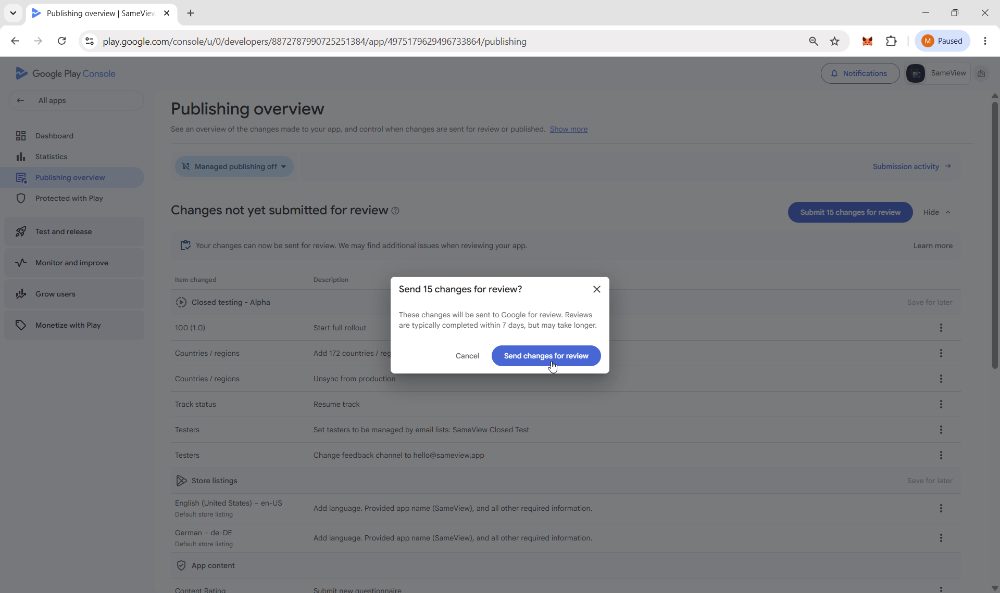 Publishing overview | SameView
play.google.com/console/u/0/developers/8872787990725251384/app/4975179629496733864/publishing
M Paused
Google Play Console
Notifications
SameView
All apps
Dashboard
Statistics
Publishing overview
Protected with Play
Test and release
Monitor and improve
Grow users
Monetize with Play
Publishing overview
See an overview of the changes made to your app, and control when changes are sent for review or published. Show more
Managed publishing off
Submission activity
Changes not yet submitted for review
Submit 15 changes for review
Hide
Your changes can now be sent for review. We may find additional issues when reviewing your app.
Learn more
Item changed
Description
Closed testing - Alpha
Save for later
100 (1.0)
Start full rollout
Countries / regions
Add 172 countries / reg
Countries / regions
Unsync from production
Track status
Resume track
Testers
Set testers to be managed by email lists: SameView Closed Test
Testers
Change feedback channel to hello@sameview.app
Store listings
Save for later
English (United States) – en-US
Default store listing
Add language. Provided app name (SameView), and all other required information.
German – de-DE
Default store listing
Add language. Provided app name (SameView), and all other required information.
App content
Content Rating
Submit new questionnaire
Send 15 changes for review?
These changes will be sent to Google for review. Reviews
are typically completed within 7 days, but may take longer.
Cancel
Send changes for review